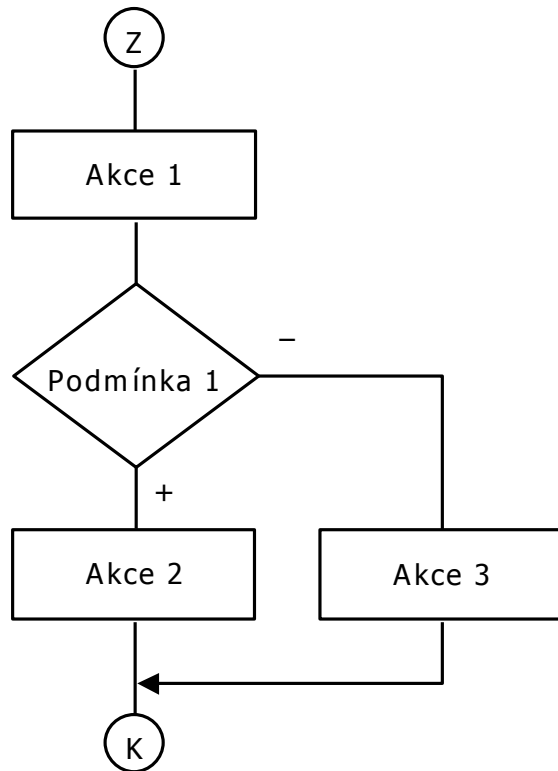 Z
Akce 1
–
Podmínka 1
+
Akce 2
Akce 3
K